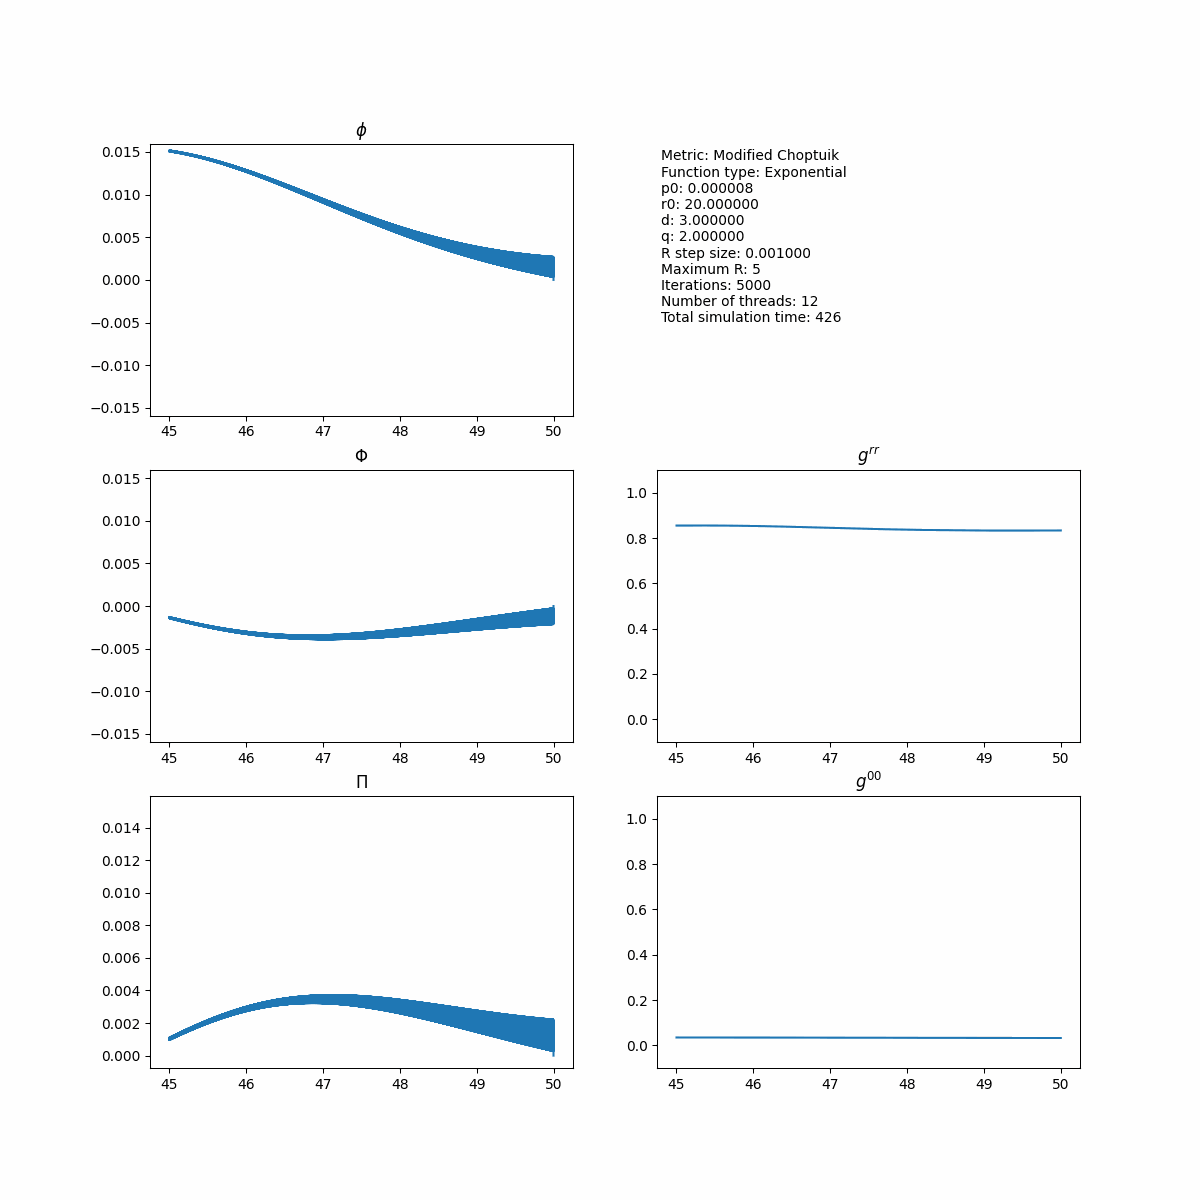 ϕ
0.015
0.010
0.005
0.000
−0.005
−0.010
−0.015
45 46 47 48 49 50
Metric: Modified Choptuik
Function type: Exponential
p0: 0.000008
r0: 20.000000
d: 3.000000
q: 2.000000
R step size: 0.001000
Maximum R: 5
Iterations: 5000
Number of threads: 12
Total simulation time: 426
Φ
0.015
0.010
0.005
0.000
−0.005
−0.010
−0.015
45 46 47 48 49 50
g^{rr}
1.0
0.8
0.6
0.4
0.2
0.0
45 46 47 48 49 50
Π
0.014
0.012
0.010
0.008
0.006
0.004
0.002
0.000
45 46 47 48 49 50
g^{00}
1.0
0.8
0.6
0.4
0.2
0.0
45 46 47 48 49 50